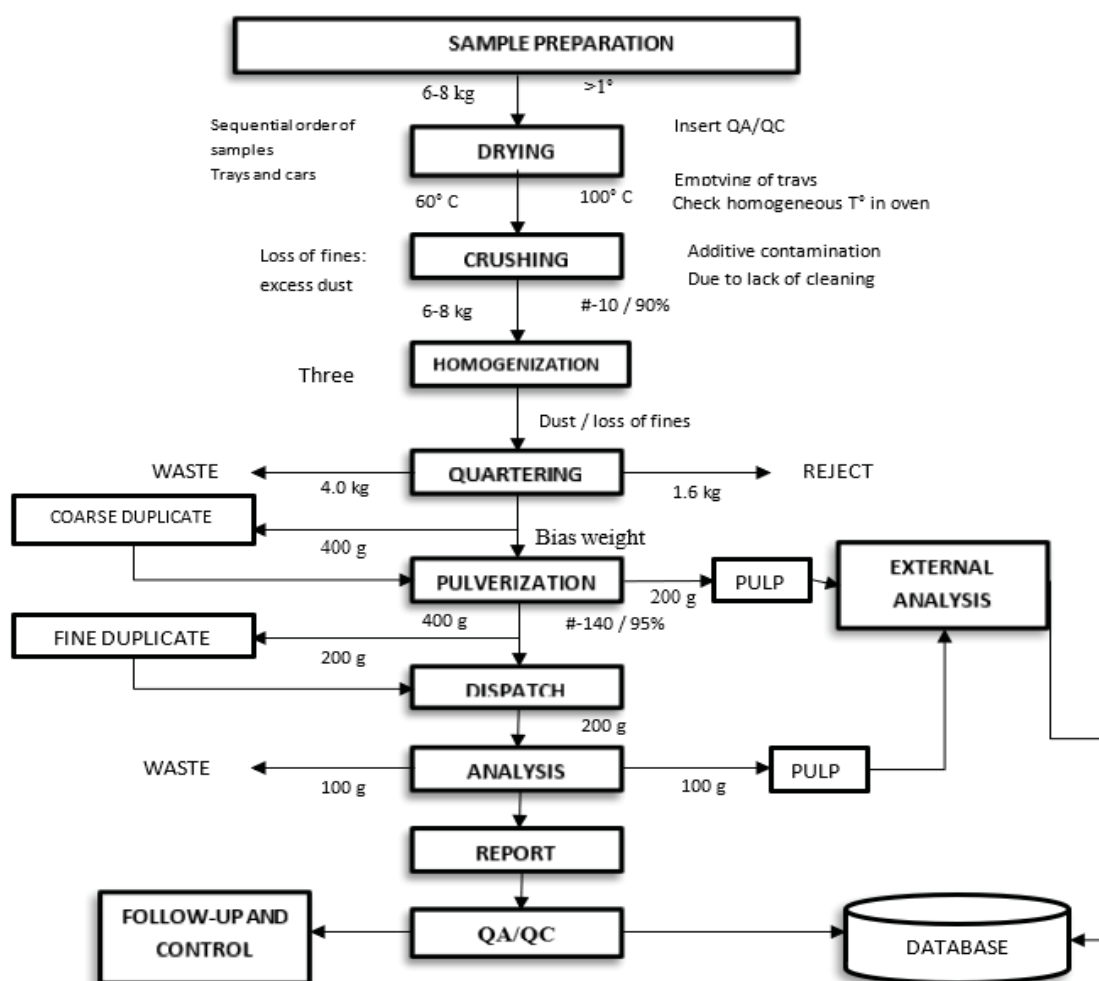 SAMPLE PREPARATION
6-8 kg
>1°
Sequential order of
samples
Trays and cars
DRYING
Insert QA/QC
60° C
100° C
Emptying of trays
Check homogeneous T° in oven
Loss of fines:
excess dust
CRUSHING
Additive contamination
Due to lack of cleaning
6-8 kg
#-10 / 90%
Three
HOMOGENIZATION
Dust / loss of fines
WASTE
4.0 kg
QUARTERING
1.6 kg
REJECT
COARSE DUPLICATE
400 g
Bias weight
PULVERIZATION
200 g
PULP
EXTERNAL
ANALYSIS
400 g
#-140 / 95%
FINE DUPLICATE
200 g
DISPATCH
200 g
WASTE
100 g
ANALYSIS
100 g
PULP
REPORT
FOLLOW-UP AND
CONTROL
QA/QC
DATABASE